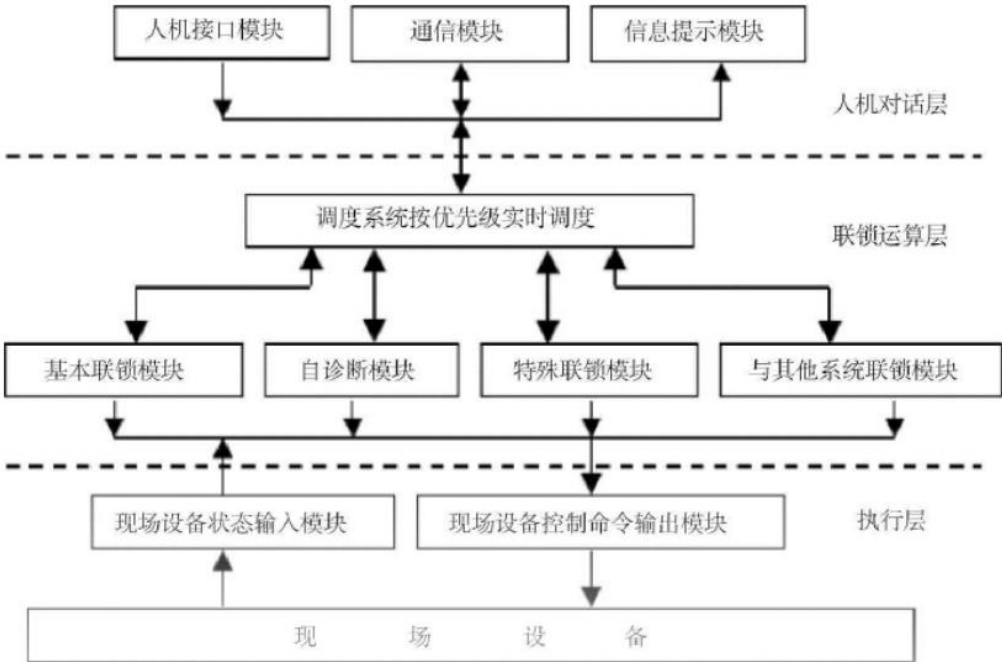 人机接口模块
通信模块
信息提示模块
人机对话层
调度系统按优先级实时调度
联锁运算层
基本联锁模块
自诊断模块
特殊联锁模块
与其他系统联锁模块
现场设备状态输入模块
现场设备控制命令输出模块
执行层
现场设备